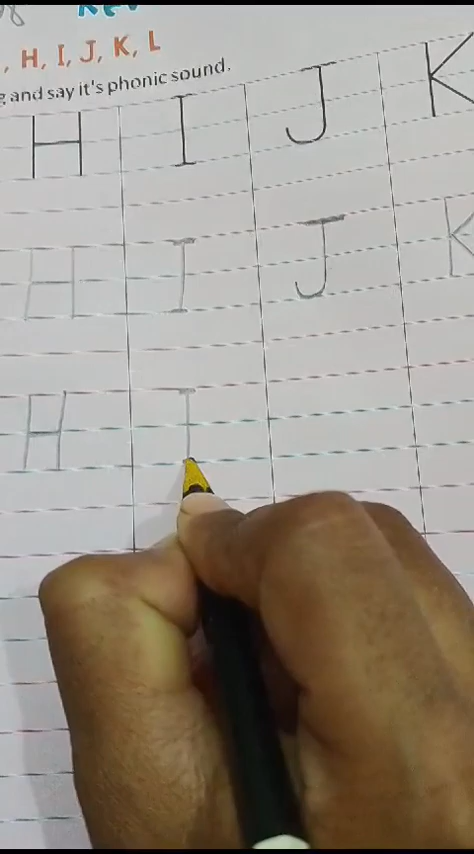 H, I, J, K, L
and say it's phonic sound.
H I J K
H I J K
H I